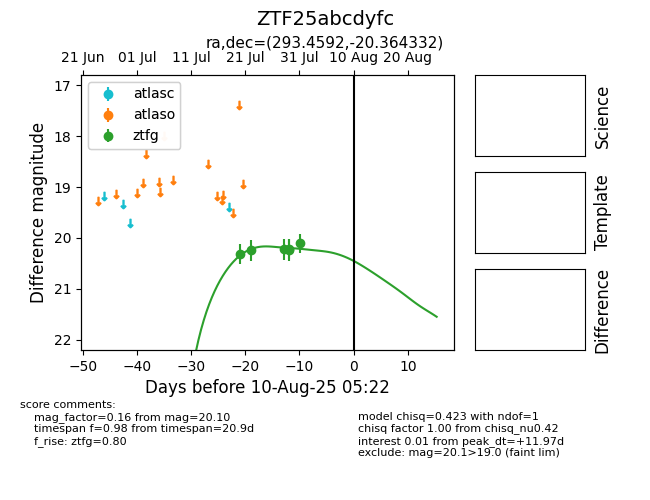 ZTF25abcdyfc
ra,dec=(293.4592,-20.364332)
21 Jun 01 Jul 11 Jul 21 Jul 31 Jul 10 Aug 20 Aug
17
18
19
20
21
22
Difference magnitude
atlasc
atlaso
ztfg
−50 −40 −30 −20 −10 0 10
Days before 10-Aug-25 05:22
Science
Template
Difference
score comments:
mag_factor=0.16 from mag=20.10
timespan f=0.98 from timespan=20.9d
f_rise: ztfg=0.80
model chisq=0.423 with ndof=1
chisq factor 1.00 from chisq_nu0.42
interest 0.01 from peak_dt=+11.97d
exclude: mag=20.1>19.0 (faint lim)